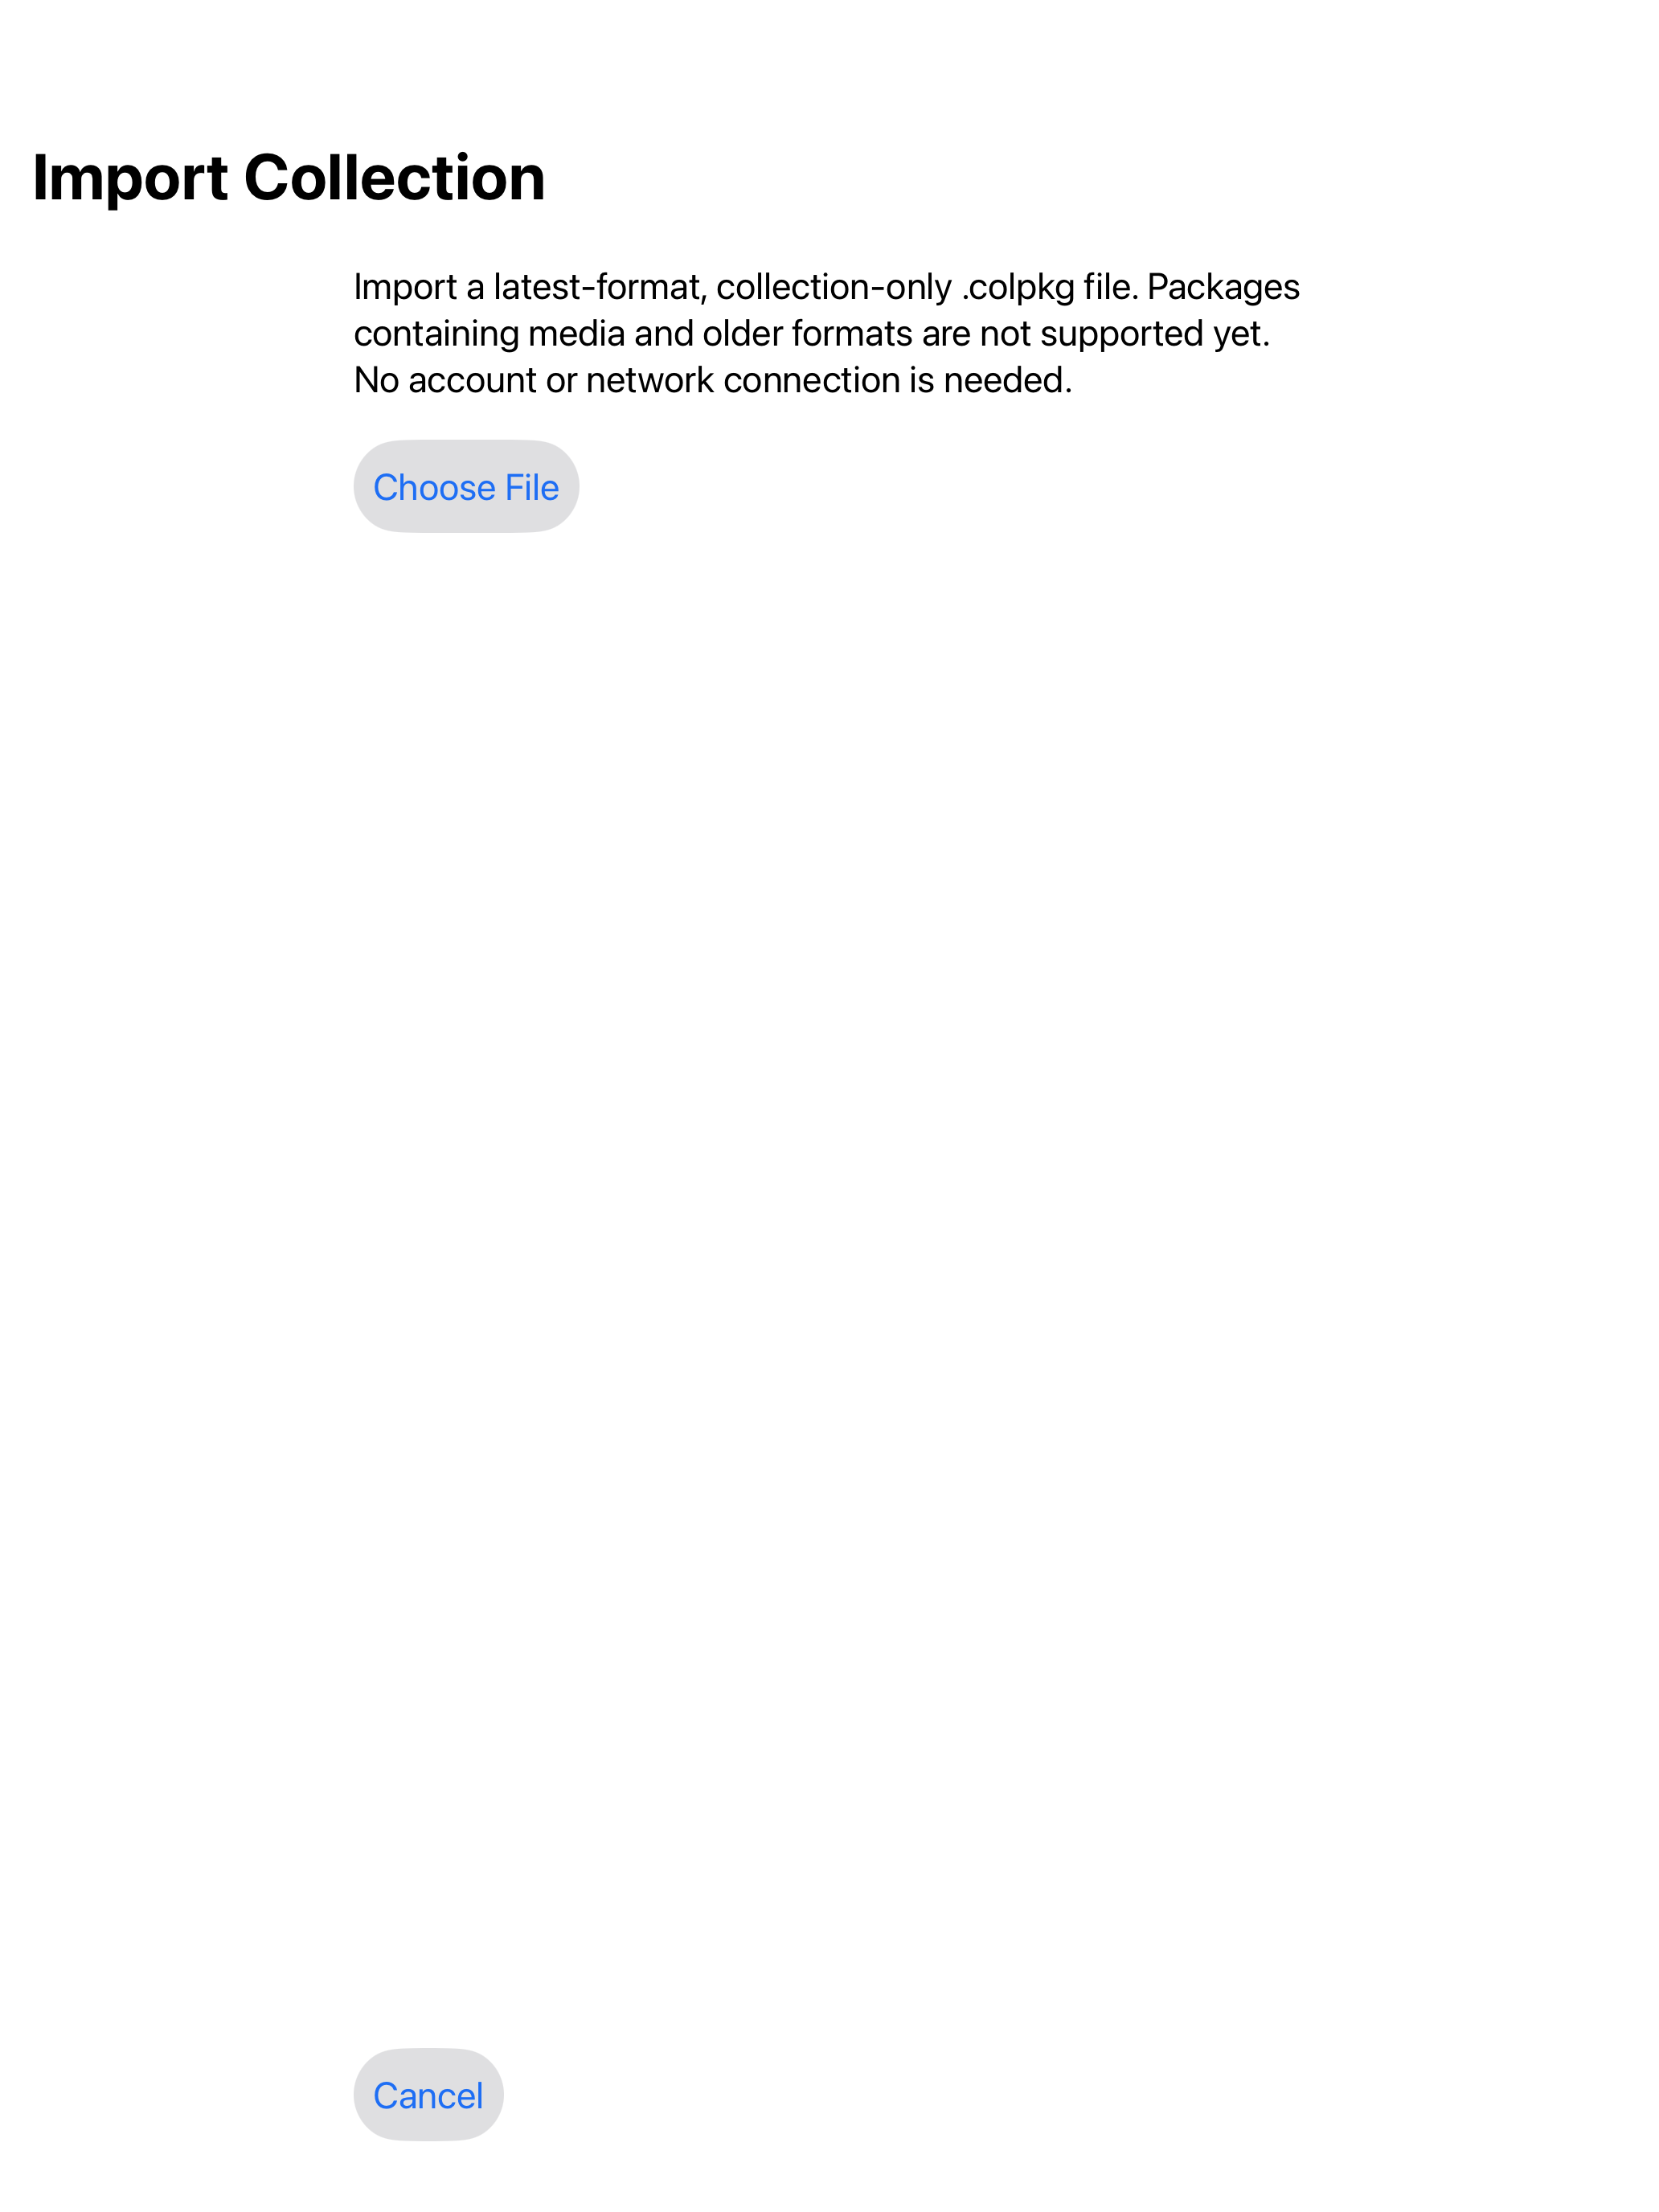 Import Collection
Import a latest-format, collection-only .colpkg file. Packages
containing media and older formats are not supported yet.
No account or network connection is needed.
Choose File
Cancel